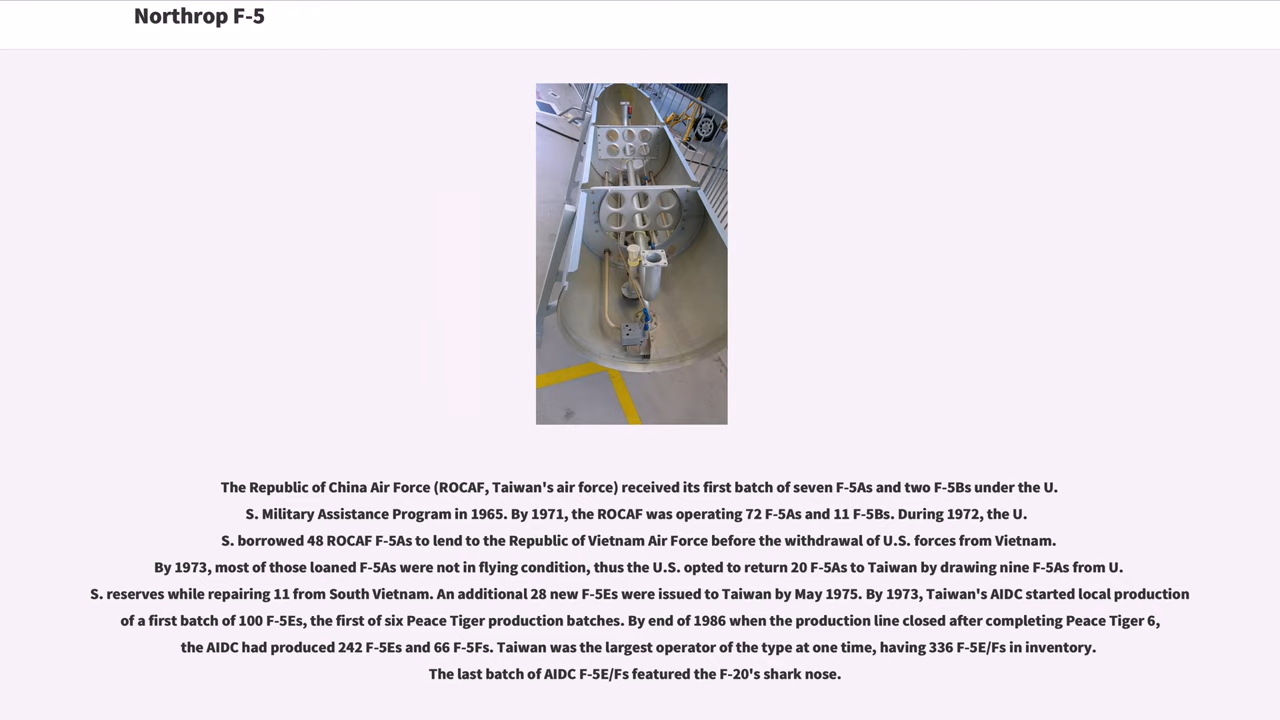 Northrop F-5
The Republic of China Air Force (ROCAF, Taiwan's air force) received its first batch of seven F-5As and two F-5Bs under the U.
S. Military Assistance Program in 1965. By 1971, the ROCAF was operating 72 F-5As and 11 F-5Bs. During 1972, the U.
S. borrowed 48 ROCAF F-5As to lend to the Republic of Vietnam Air Force before the withdrawal of U.S. forces from Vietnam.
By 1973, most of those loaned F-5As were not in flying condition, thus the U.S. opted to return 20 F-5As to Taiwan by drawing nine F-5As from U.
S. reserves while repairing 11 from South Vietnam. An additional 28 new F-5Es were issued to Taiwan by May 1975. By 1973, Taiwan's AIDC started local production
of a first batch of 100 F-5Es, the first of six Peace Tiger production batches. By end of 1986 when the production line closed after completing Peace Tiger 6,
the AIDC had produced 242 F-5Es and 66 F-5Fs. Taiwan was the largest operator of the type at one time, having 336 F-5E/Fs in inventory.
The last batch of AIDC F-5E/Fs featured the F-20's shark nose.